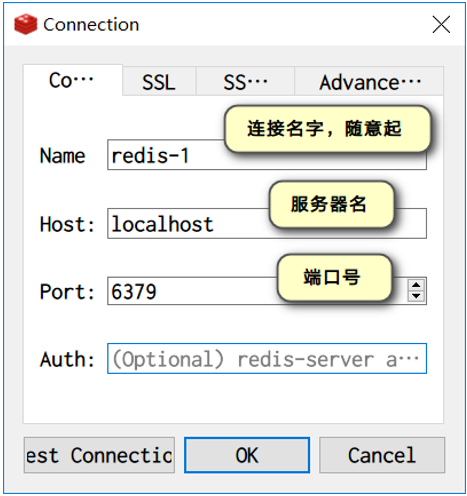 Connection
Co… SSL SS… Advance…
连接名字，随意起
Name redis-1
服务器名
Host: localhost
端口号
Port: 6379
Auth: (Optional) redis-server a…
est Connectio OK Cancel